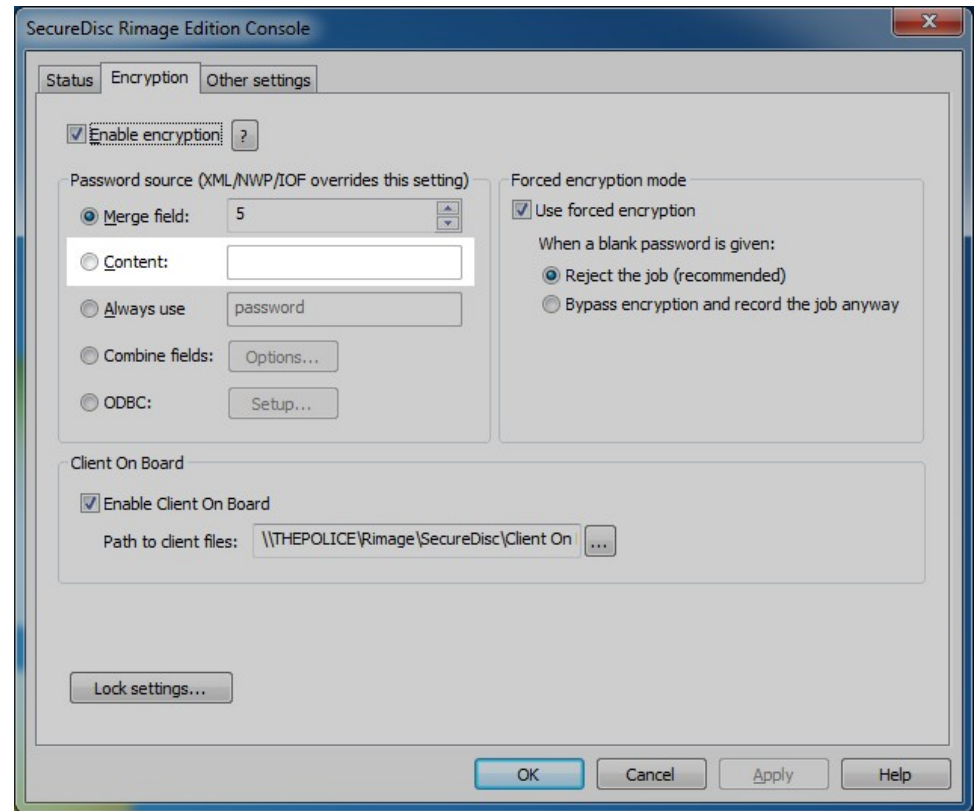 SecureDisc Rimage Edition Console
Status Encryption Other settings
Enable encryption ?
Password source (XML/NWP/IOF overrides this setting)
Merge field: 5
Content:
Always use password
Combine fields: Options...
ODBC: Setup...
Forced encryption mode
Use forced encryption
When a blank password is given:
Reject the job (recommended)
Bypass encryption and record the job anyway
Client On Board
Enable Client On Board
Path to client files: \\THEPOLICE\Rimage\SecureDisc\Client On ...
Lock settings...
OK Cancel Apply Help